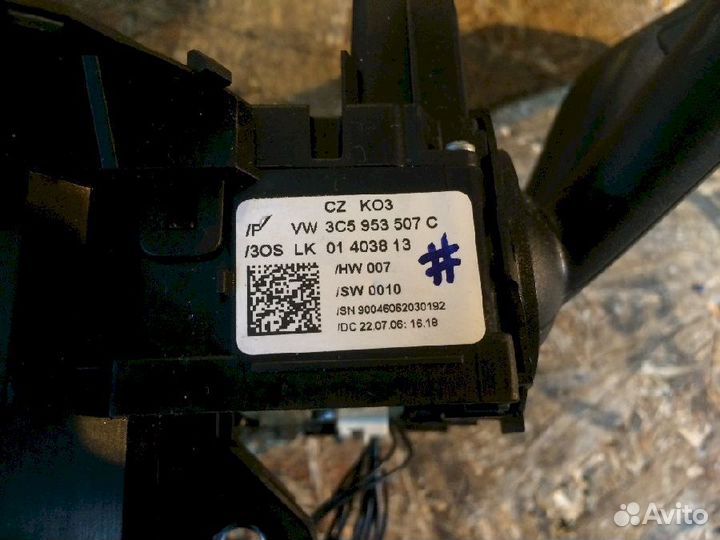 CZ KO3
/P VW 3C5 953 507 C
/3OS LK 01 4038 13
#
/HW 007
/SW 0010
/SN 90046062030192
/DC 22.07.06: 16.18
Avito